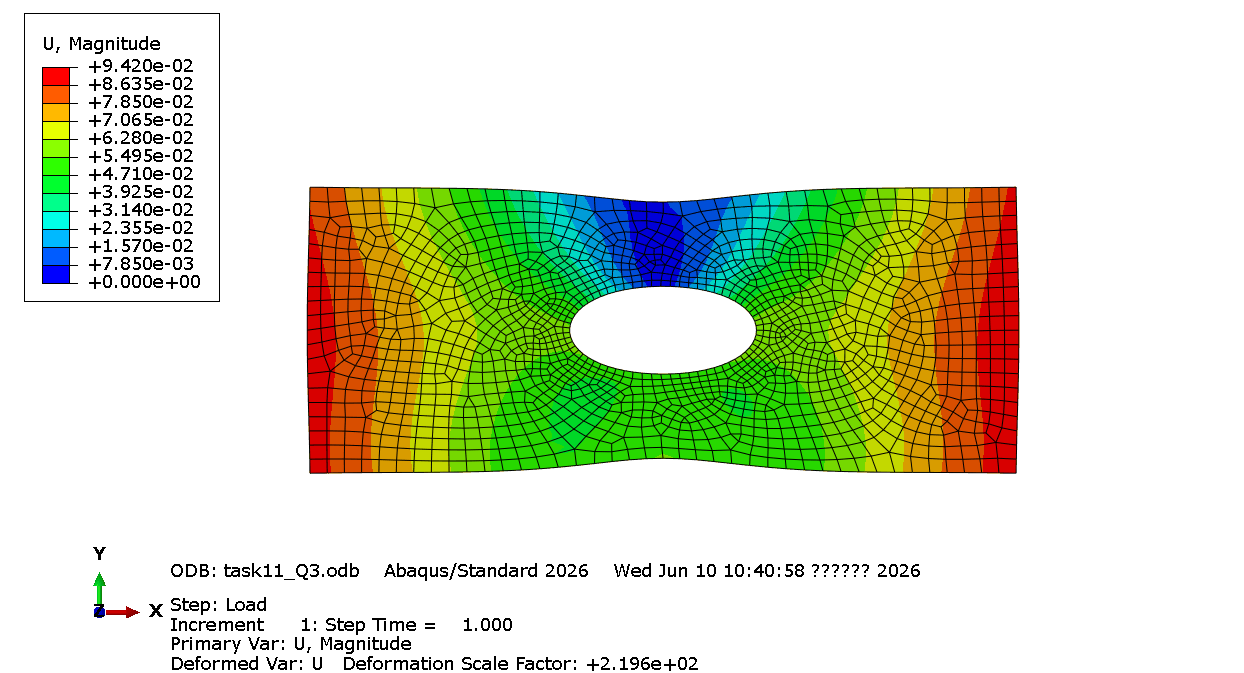 U, Magnitude
+9.420e-02
+8.635e-02
+7.850e-02
+7.065e-02
+6.280e-02
+5.495e-02
+4.710e-02
+3.925e-02
+3.140e-02
+2.355e-02
+1.570e-02
+7.850e-03
+0.000e+00
Y
Z
X
ODB: task11_Q3.odb Abaqus/Standard 2026 Wed Jun 10 10:40:58 ?????? 2026
Step: Load
Increment 1: Step Time = 1.000
Primary Var: U, Magnitude
Deformed Var: U Deformation Scale Factor: +2.196e+02